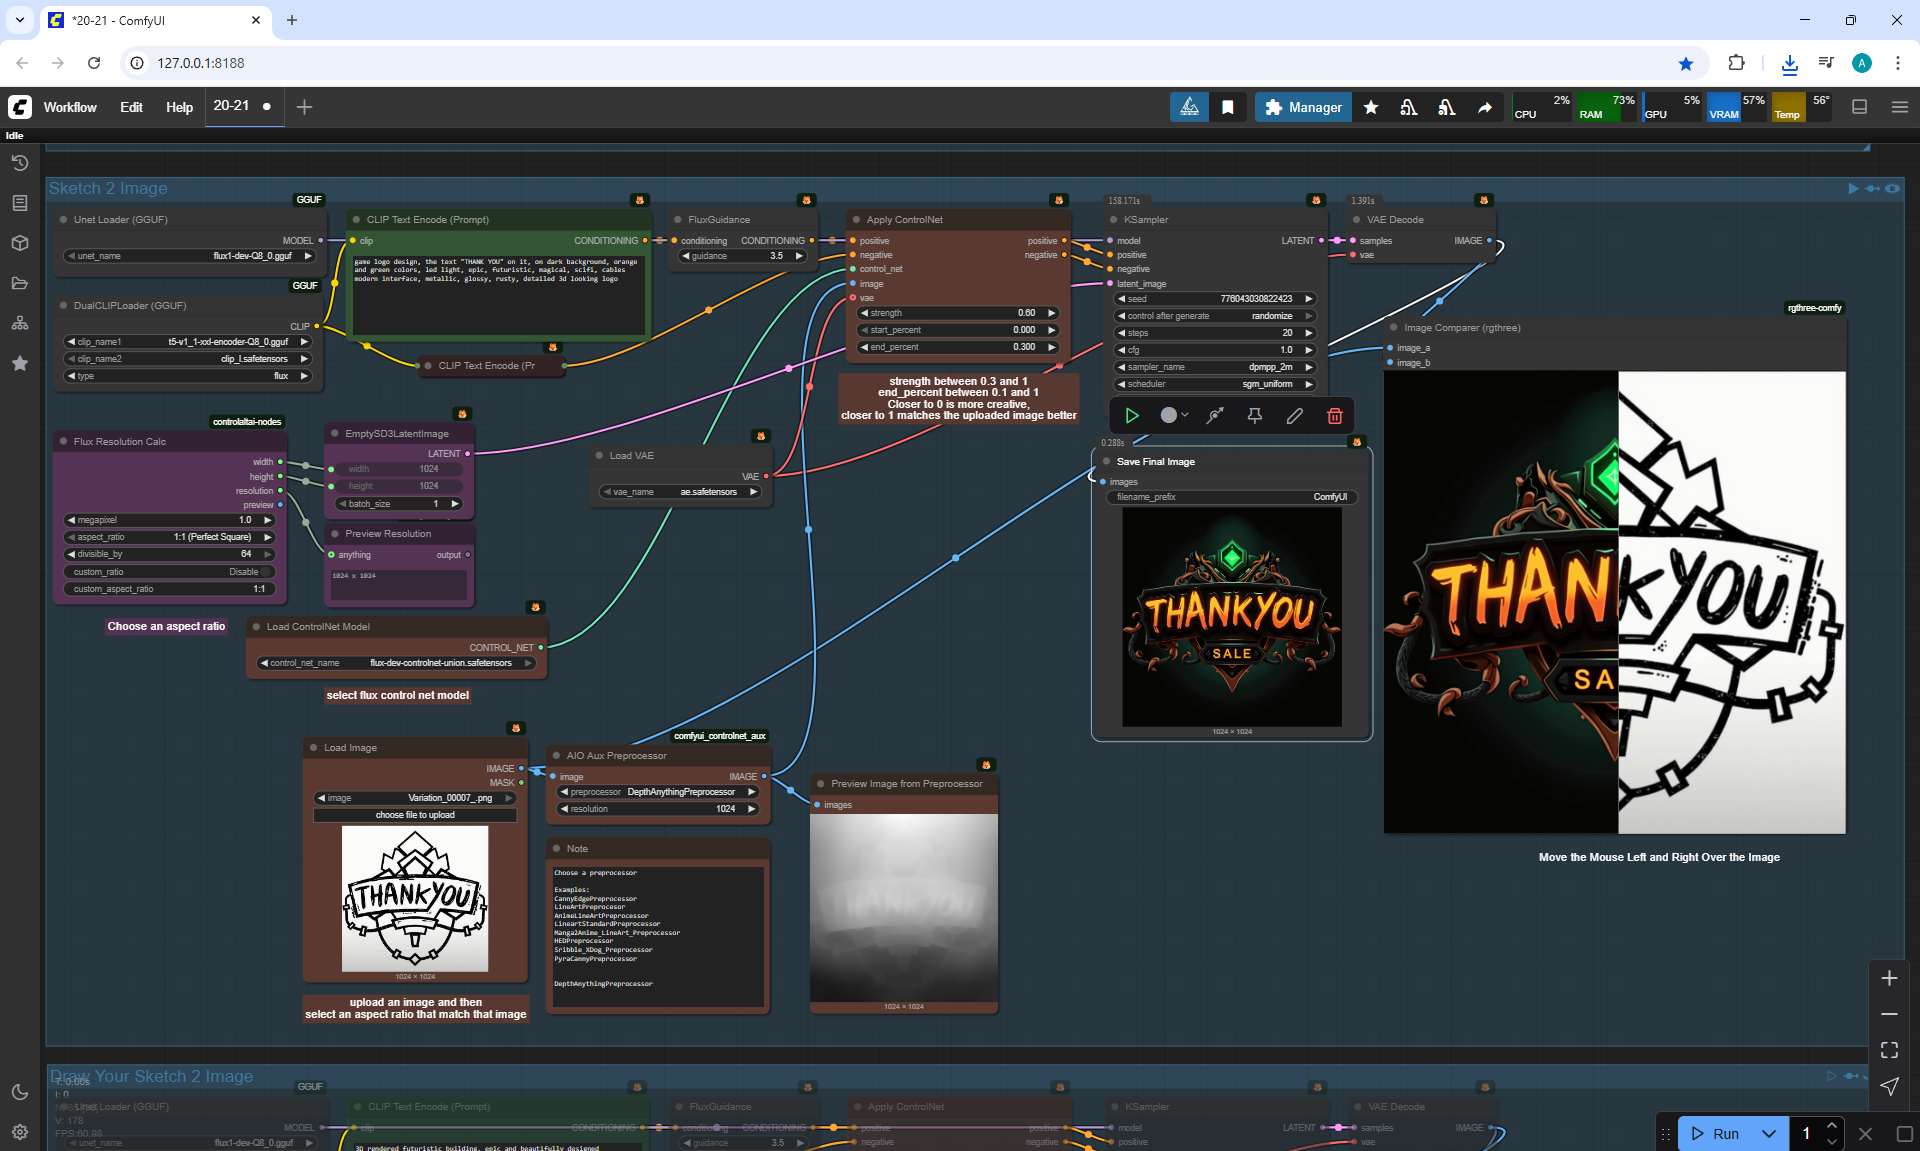 *20-21 - ComfyUI
127.0.0.1:8188
A
Workflow
Edit
Help
20-21
Manager
CPU 2%
RAM 73%
GPU 5%
VRAM 57%
Temp 56°
Idle
Sketch 2 Image
GGUF
Unet Loader (GGUF)
MODEL
unet_name flux1-dev-Q8_0.gguf
GGUF
DualCLIPLoader (GGUF)
CLIP
clip_name1 t5-v1_1-xxl-encoder-Q8_0.gguf
clip_name2 clip_l.safetensors
type flux
CLIP Text Encode (Prompt)
clip CONDITIONING
game logo design, the text "THANK YOU" on it, on dark background, orange
and green colors, led light, epic, futuristic, magical, scifi, cables
modern interface, metallic, glossy, rusty, detailed 3d looking logo
CLIP Text Encode (Pr
FluxGuidance
conditioning CONDITIONING
guidance 3.5
Apply ControlNet
positive positive
negative negative
control_net
image
vae
strength 0.60
start_percent 0.000
end_percent 0.300
strength between 0.3 and 1
end_percent between 0.1 and 1
Closer to 0 is more creative,
closer to 1 matches the uploaded image better
158.171s
KSampler
model LATENT
positive
negative
latent_image
seed 776043030822423
control after generate randomize
steps 20
cfg 1.0
sampler_name dpmpp_2m
scheduler sgm_uniform
1.391s
VAE Decode
samples IMAGE
vae
rgthree-comfy
Image Comparer (rgthree)
image_a
image_b
THAN
KYOU
SA
Move the Mouse Left and Right Over the Image
controlaltai-nodes
Flux Resolution Calc
width
height
resolution
preview
megapixel 1.0
aspect_ratio 1:1 (Perfect Square)
divisible_by 64
custom_ratio Disable
custom_aspect_ratio 1:1
Choose an aspect ratio
EmptySD3LatentImage
LATENT
width 1024
height 1024
batch_size 1
Preview Resolution
anything output
1024 x 1024
Load VAE
VAE
vae_name ae.safetensors
0.288s
Save Final Image
images
filename_prefix ComfyUI
THANKYOU
SALE
1024 × 1024
Load ControlNet Model
CONTROL_NET
control_net_name flux-dev-controlnet-union.safetensors
select flux control net model
Load Image
IMAGE
MASK
image Variation_00007_.png
choose file to upload
THANKYOU
1024 × 1024
upload an image and then
select an aspect ratio that match that image
comfyui_controlnet_aux
AIO Aux Preprocessor
image IMAGE
preprocessor DepthAnythingPreprocessor
resolution 1024
Note
Choose a preprocessor
Examples:
CannyEdgePreprocessor
LineArtPreprocesor
AnimeLineArtPreprocessor
LineartStandardPreprocessor
Manga2Anime_LineArt_Preprocessor
HEDPreprocessor
Sribble_XDog_Preprocessor
PyraCannyPreprocessor
DepthAnythingPreprocessor
Preview Image from Preprocessor
images
THANKYOU
1024 × 1024
Draw Your Sketch 2 Image
T: 0.00s
I: 0
V: 178
FPS:60.98
GGUF
Unet Loader (GGUF)
MODEL
unet_name flux1-dev-Q8_0.gguf
CLIP Text Encode (Prompt)
clip CONDITIONING
3D rendered futuristic building, epic and beautifully designed
FluxGuidance
conditioning CONDITIONING
guidance 3.5
Apply ControlNet
positive positive
negative negative
KSampler
model LATENT
positive
VAE Decode
samples IMAGE
vae
Run
1